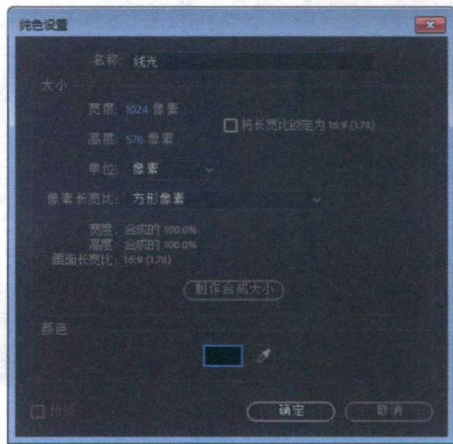 纯色设置
名称: 线光
大小
宽度: 1024 像素
将长宽比锁定为 16:9 (1.78)
高度: 576 像素
单位: 像素
像素长宽比: 方形像素
宽度: 合成的 100.0%
高度: 合成的 100.0%
画面长宽比: 16:9 (1.78)
制作合成大小
颜色
预览
确定
取消